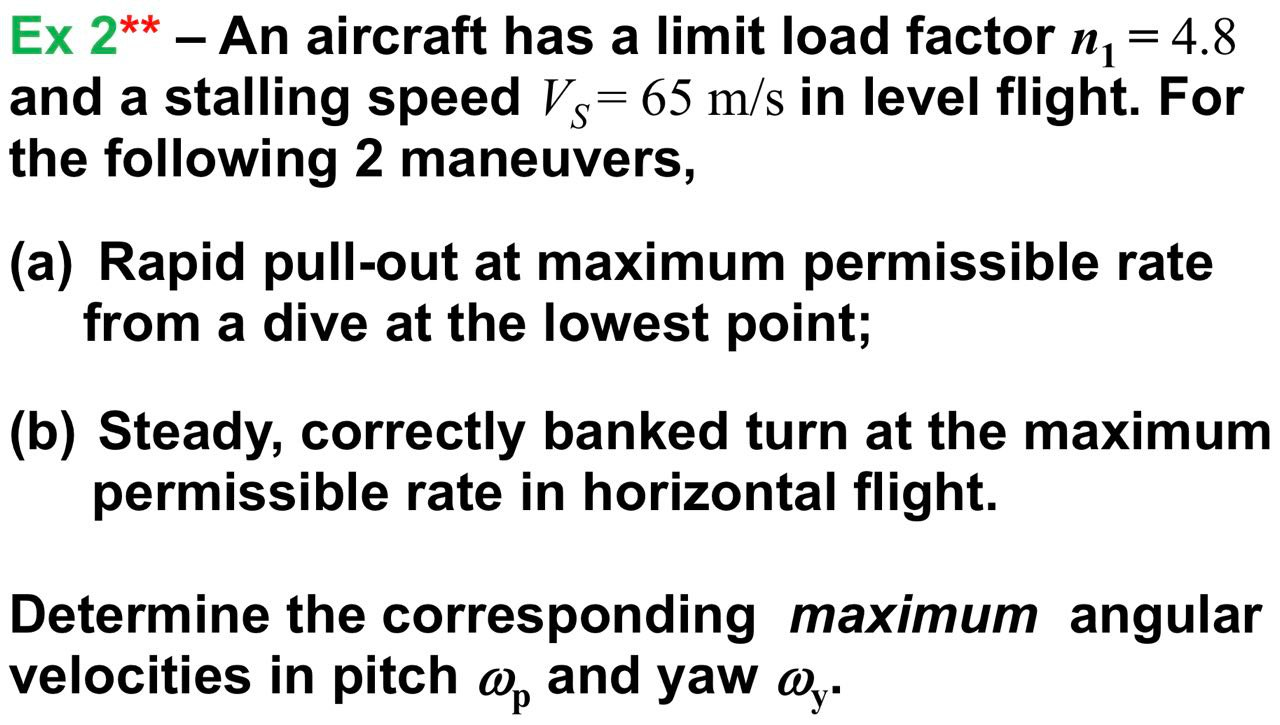 Ex 2** – An aircraft has a limit load factor n₁ = 4.8
and a stalling speed V_S = 65 m/s in level flight. For
the following 2 maneuvers,
(a) Rapid pull-out at maximum permissible rate
from a dive at the lowest point;
(b) Steady, correctly banked turn at the maximum
permissible rate in horizontal flight.
Determine the corresponding maximum angular
velocities in pitch ω_p and yaw ω_y.